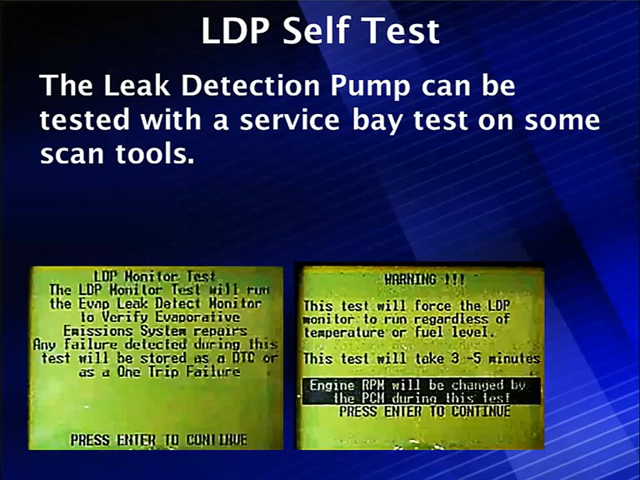 LDP Self Test
The Leak Detection Pump can be
tested with a service bay test on some
scan tools.
LDP Monitor Test
The LDP Monitor Test will run
the Evap Leak Detect Monitor
to Verify Evaporative
Emissions System repairs
Any failure detected during this
test will be stored as a DTC or
as a One Trip Failure
PRESS ENTER TO CONTINUE
WARNING !!!
This test will force the LDP
monitor to run regardless of
temperature or fuel level.
This test will take 3 -5 minutes
Engine RPM will be changed by
the PCM during this test
PRESS ENTER TO CONTINUE